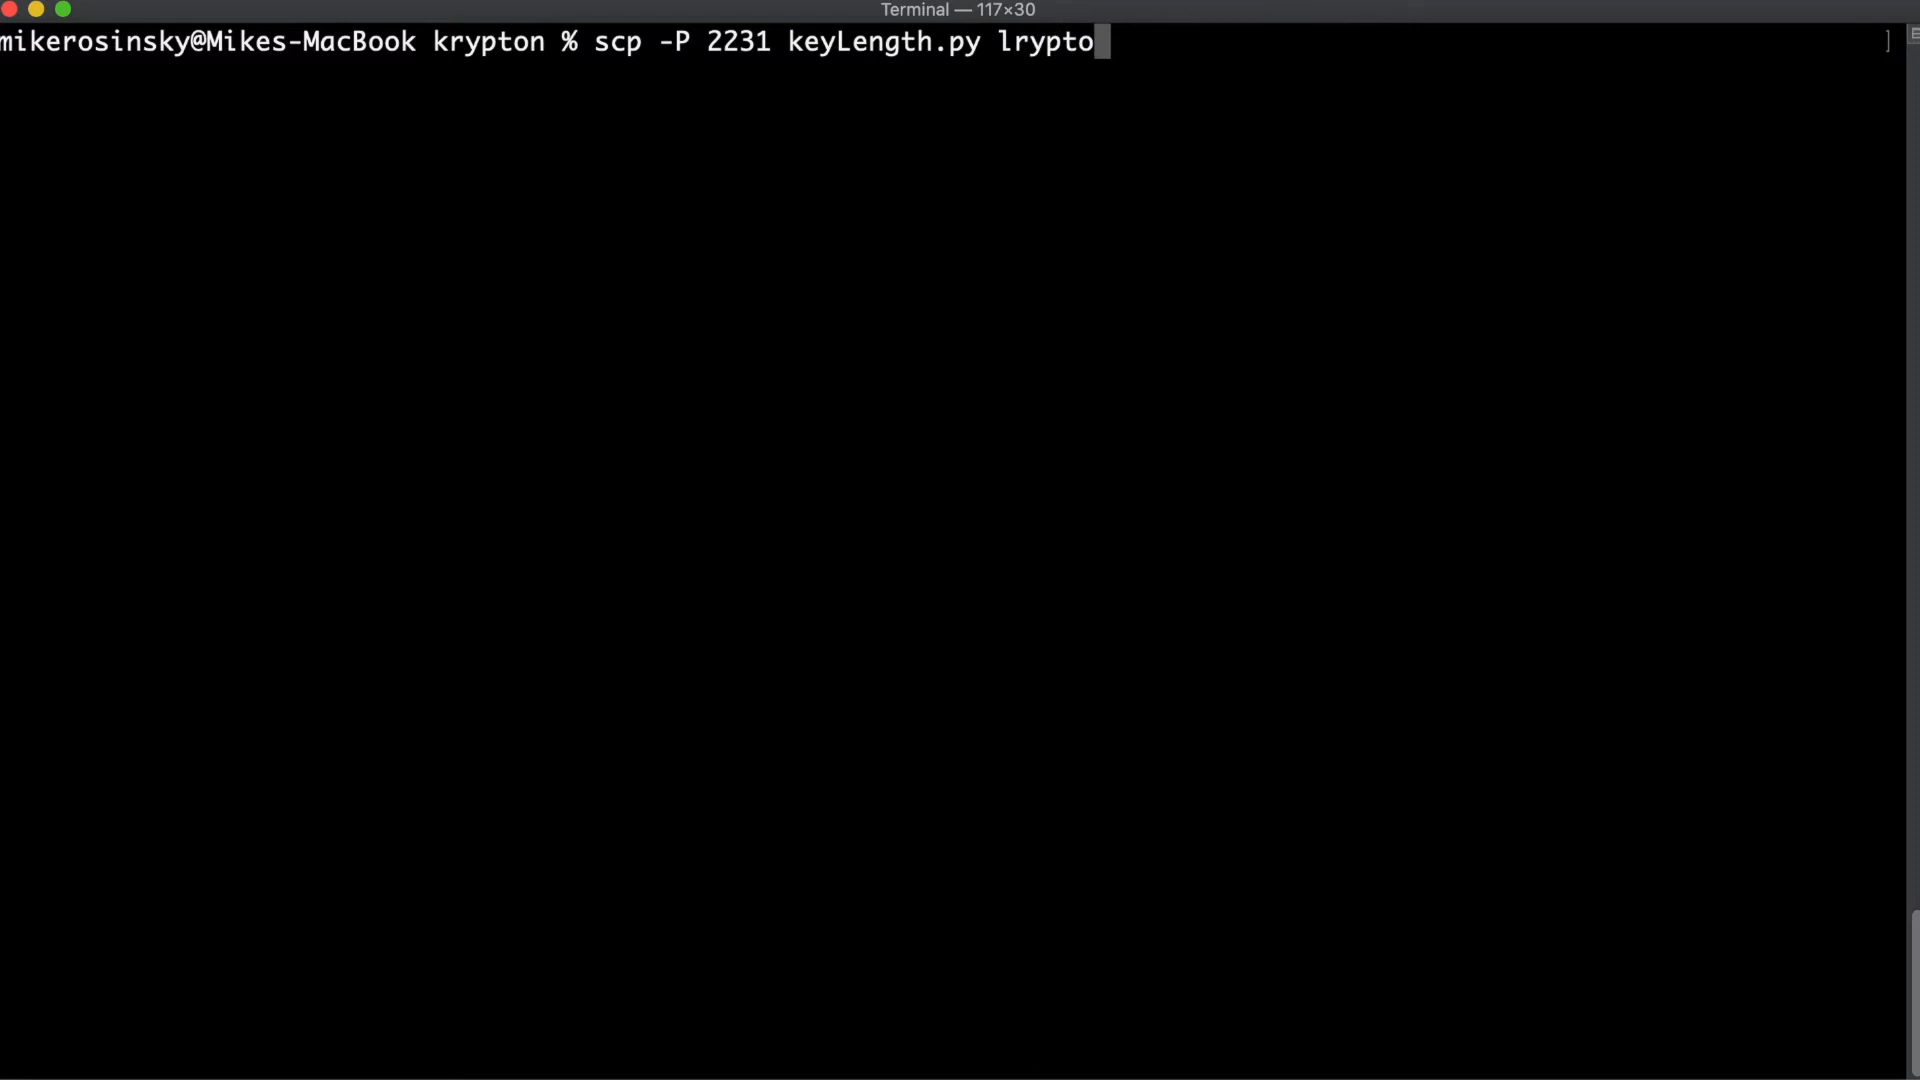 Terminal — 117×30
mikerosinsky@Mikes-MacBook krypton % scp -P 2231 keyLength.py lrypto ]